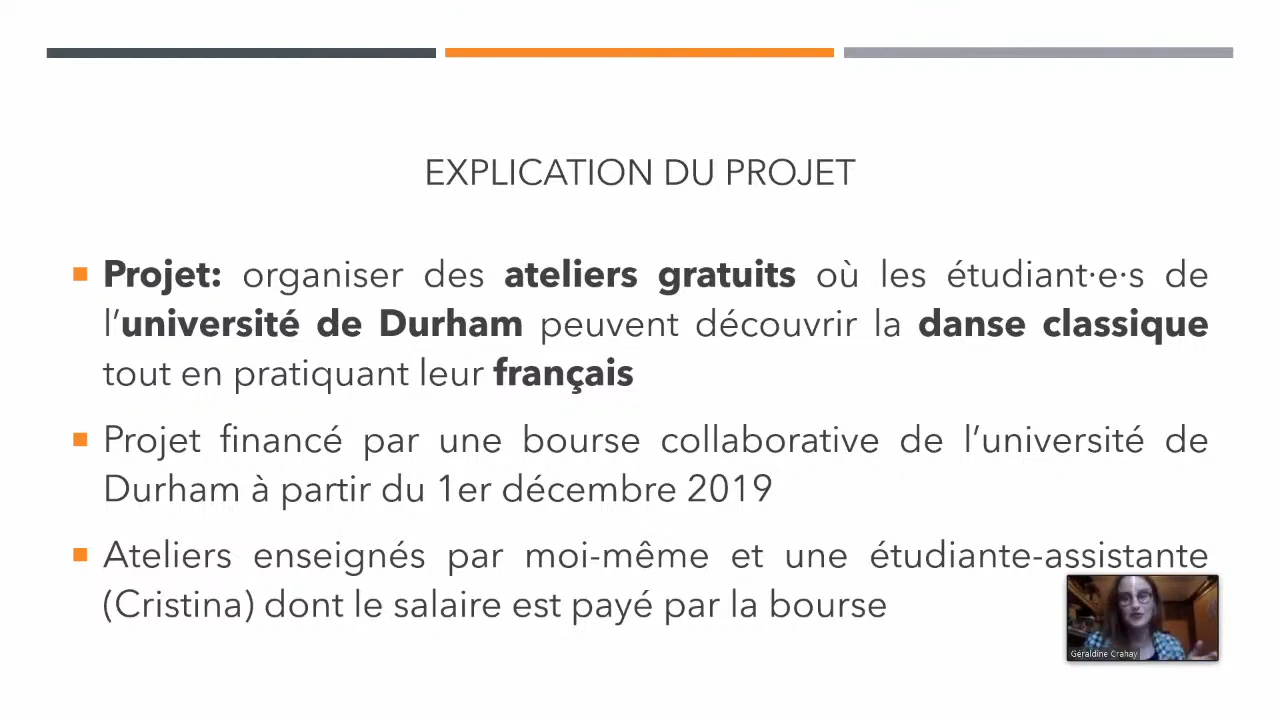 EXPLICATION DU PROJET
Projet: organiser des ateliers gratuits où les étudiant·e·s de
l’université de Durham peuvent découvrir la danse classique
tout en pratiquant leur français
Projet financé par une bourse collaborative de l’université de
Durham à partir du 1er décembre 2019
Ateliers enseignés par moi-même et une étudiante-assistante
(Cristina) dont le salaire est payé par la bourse
Géraldine Crahay